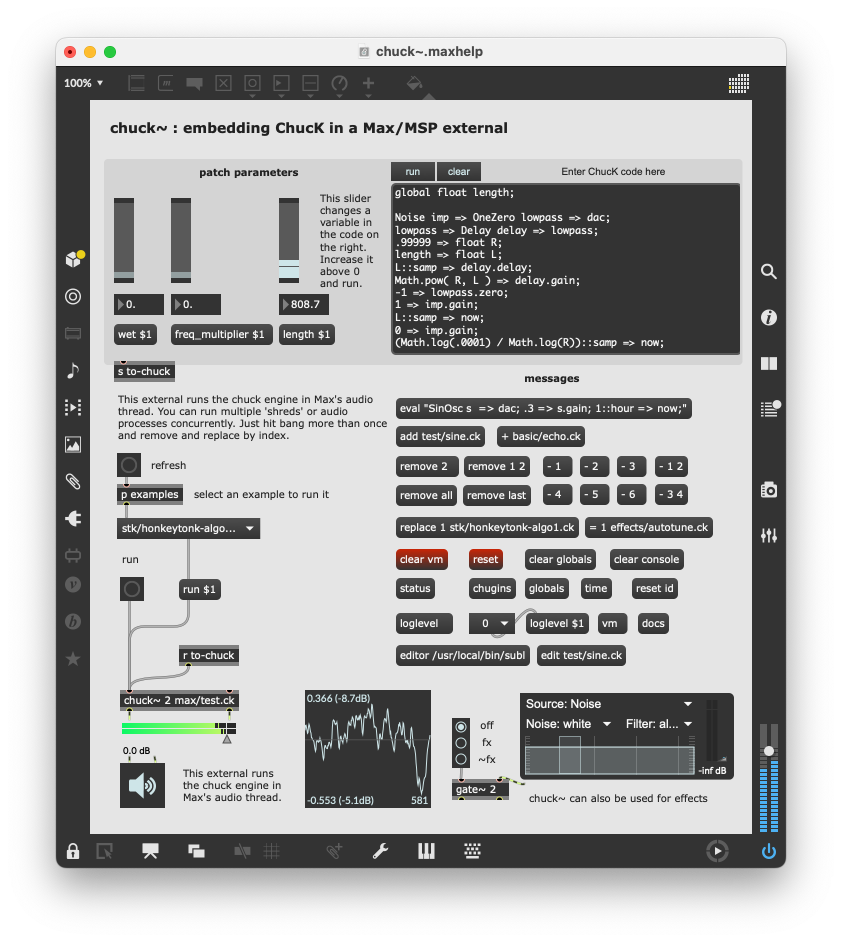 chuck~.maxhelp
100%
chuck~ : embedding ChucK in a Max/MSP external
patch parameters
This slider
changes a
variable in
the code on
the right.
Increase it
above 0
and run.
0.
0.
808.7
wet $1
freq_multiplier $1
length $1
s to-chuck
run
clear
Enter ChucK code here
global float length;
Noise imp => OneZero lowpass => dac;
lowpass => Delay delay => lowpass;
.99999 => float R;
length => float L;
L::samp => delay.delay;
Math.pow( R, L ) => delay.gain;
-1 => lowpass.zero;
1 => imp.gain;
L::samp => now;
0 => imp.gain;
(Math.log(.0001) / Math.log(R))::samp => now;
This external runs the chuck engine in Max's audio
thread. You can run multiple 'shreds' or audio
processes concurrently. Just hit bang more than once
and remove and replace by index.
refresh
p examples
select an example to run it
stk/honkeytonk-algo...
run
run $1
r to-chuck
chuck~ 2 max/test.ck
0.0 dB
This external runs
the chuck engine in
Max's audio thread.
messages
eval "SinOsc s => dac; .3 => s.gain; 1::hour => now;"
add test/sine.ck
+ basic/echo.ck
remove 2
remove 1 2
- 1
- 2
- 3
- 1 2
remove all
remove last
- 4
- 5
- 6
- 3 4
replace 1 stk/honkeytonk-algo1.ck
= 1 effects/autotune.ck
clear vm
reset
clear globals
clear console
status
chugins
globals
time
reset id
loglevel
0
loglevel $1
vm
docs
editor /usr/local/bin/subl
edit test/sine.ck
0.366 (-8.7dB)
-0.553 (-5.1dB)
581
off
fx
~fx
gate~ 2
Source: Noise
Noise: white
Filter: al...
-inf dB
chuck~ can also be used for effects